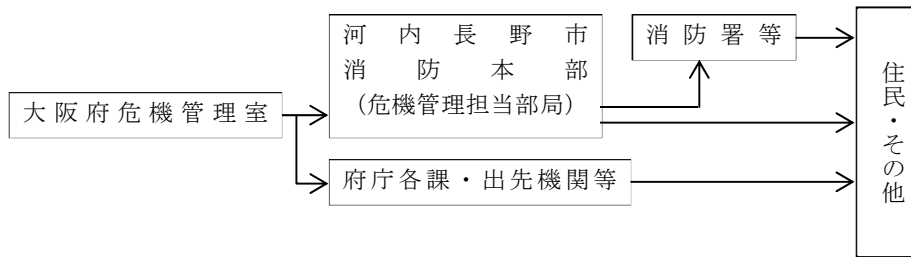 河内長野市
消防本部
（危機管理担当部局）
消防署等
大阪府危機管理室
府庁各課・出先機関等
住民・その他